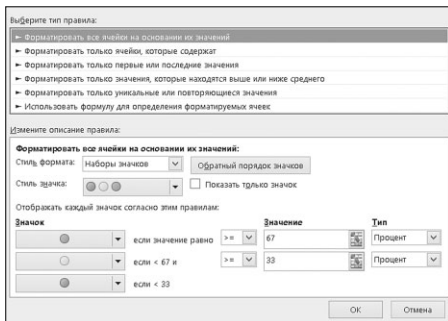 Выберите тип правила:
► Форматировать все ячейки на основании их значений
► Форматировать только ячейки, которые содержат
► Форматировать только первые или последние значения
► Форматировать только значения, которые находятся выше или ниже среднего
► Форматировать только уникальные или повторяющиеся значения
► Использовать формулу для определения форматируемых ячеек
Измените описание правила:
Форматировать все ячейки на основании их значений:
Стиль формата: Наборы значков Обратный порядок значков
Стиль значка: Показать только значок
Отображать каждый значок согласно этим правилам:
Значок Значение Тип
если значение равно >= 67 Процент
если < 67 и >= 33 Процент
если < 33
ОК Отмена